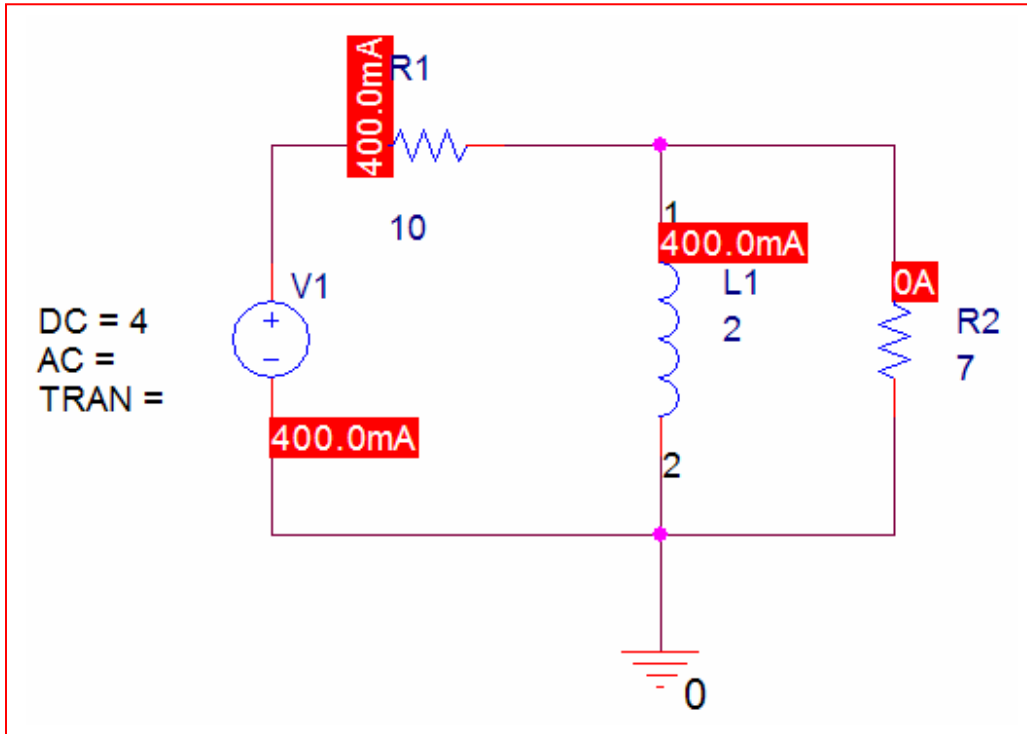 400.0mA
R1
10
V1
DC = 4
AC =
TRAN =
400.0mA
1
400.0mA
L1
2
2
0A
R2
7
0